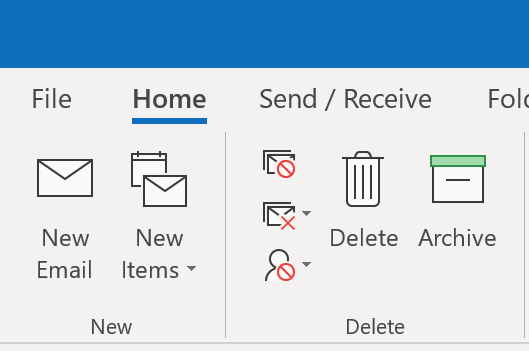 File Home Send / Receive
New Email
New Items
Delete
Archive
New
Delete